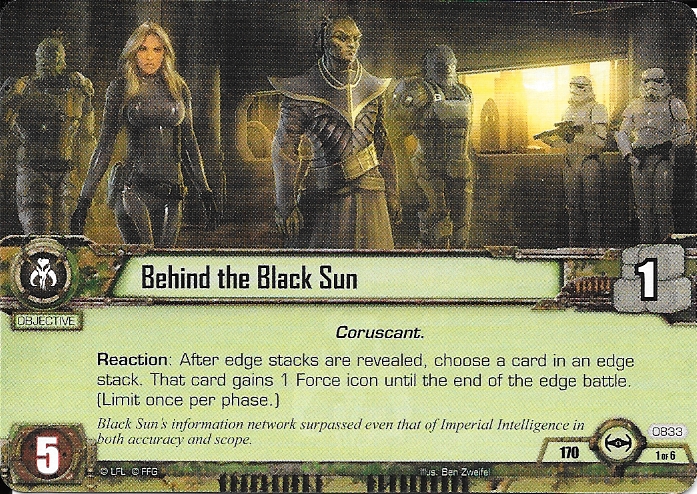 Behind the Black Sun
1
OBJECTIVE
Coruscant.
Reaction: After edge stacks are revealed, choose a card in an edge
stack. That card gains 1 Force icon until the end of the edge battle.
(Limit once per phase.)
Black Sun's information network surpassed even that of Imperial Intelligence in
both accuracy and scope.
5
© LFL © FFG
Illus. Ben Zweifel
170
0833
1 OF 6